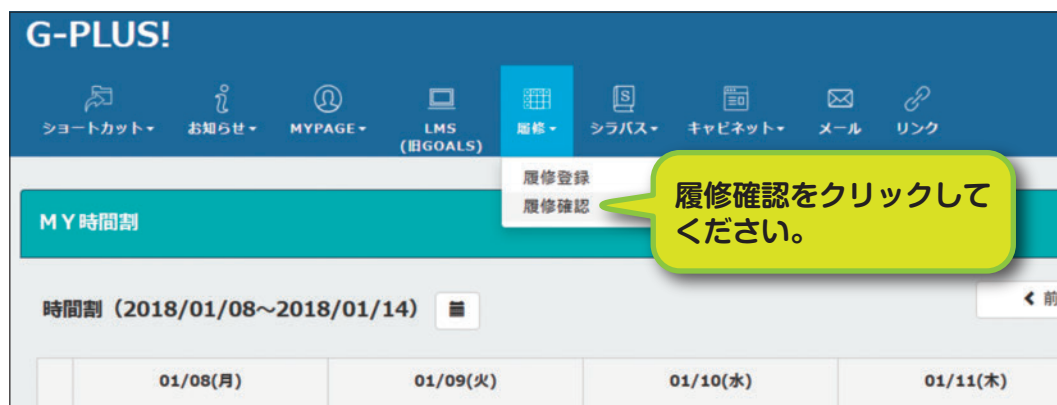 G-PLUS!
ショートカット お知らせ MYPAGE LMS 履修 シラバス キャビネット メール リンク
(旧GOALS)
履修登録
履修確認
履修確認をクリックして
ください。
MY時間割
時間割（2018/01/08～2018/01/14） 前
01/08(月) 01/09(火) 01/10(水) 01/11(木)